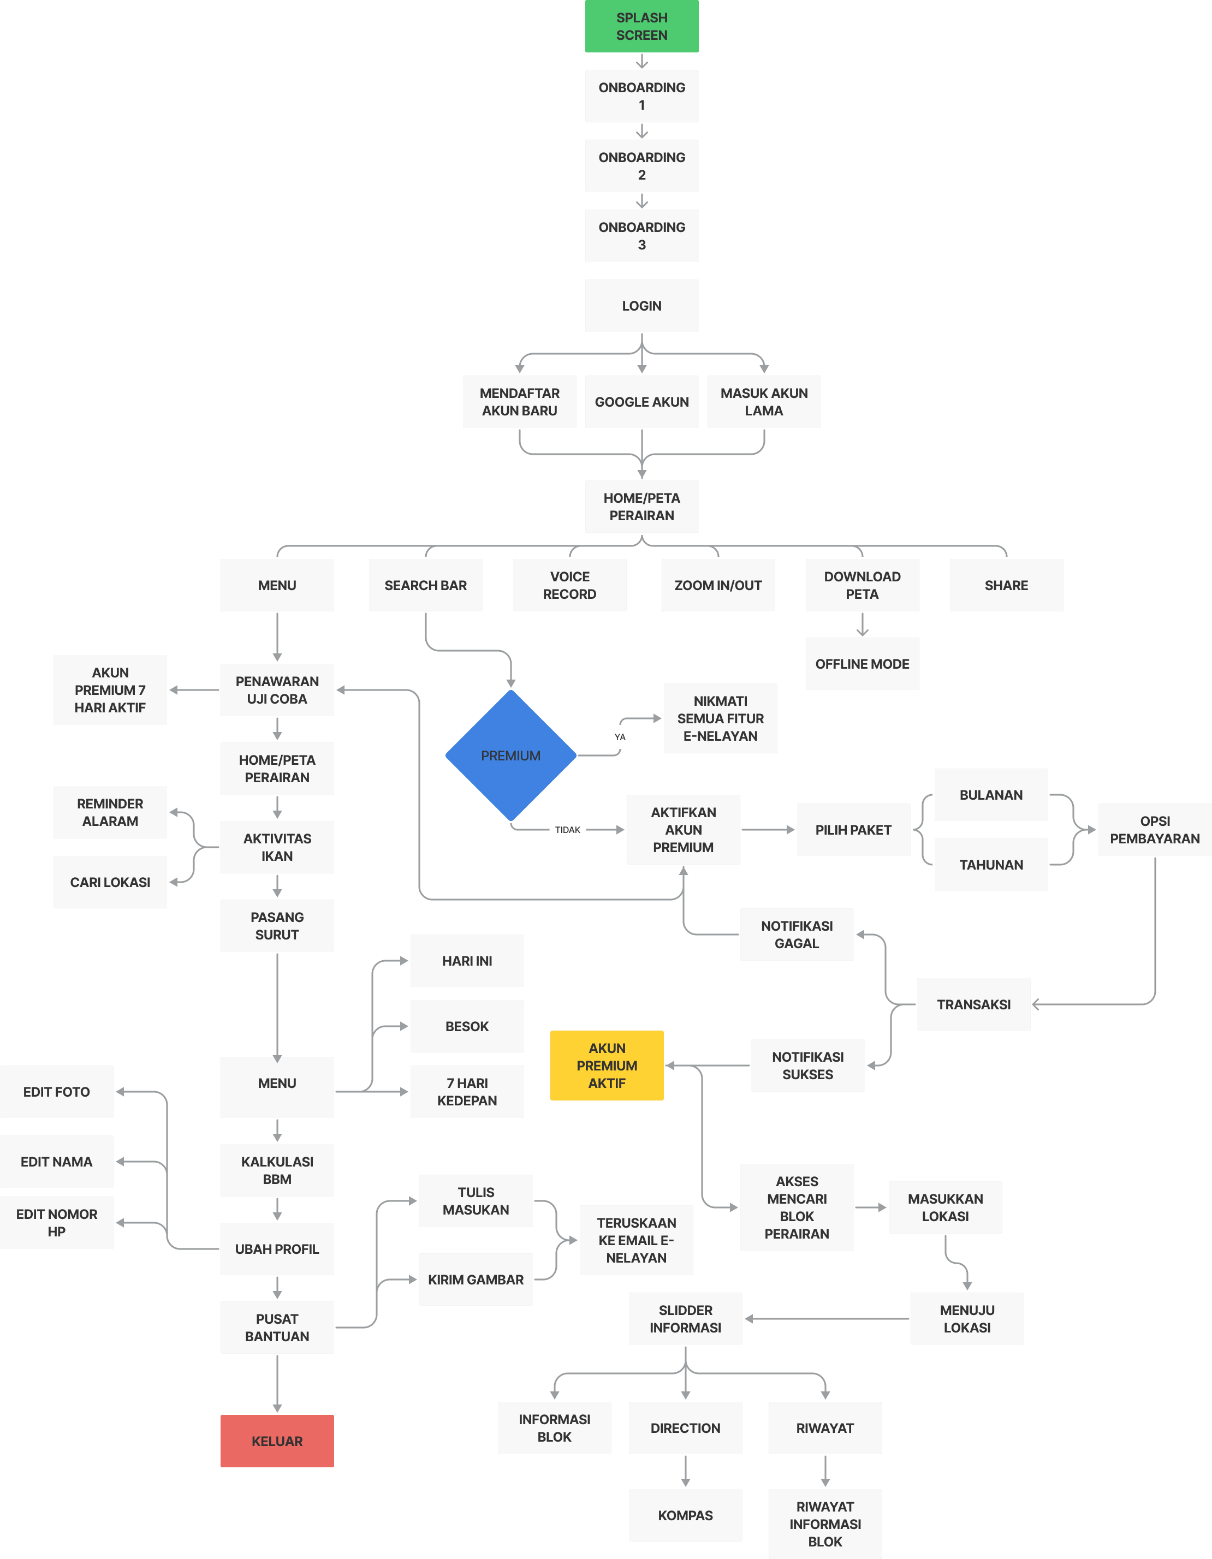 SPLASH
SCREEN
ONBOARDING
1
ONBOARDING
2
ONBOARDING
3
LOGIN
MENDAFTAR
AKUN BARU
GOOGLE AKUN
MASUK AKUN
LAMA
HOME/PETA
PERAIRAN
MENU
SEARCH BAR
VOICE
RECORD
ZOOM IN/OUT
DOWNLOAD
PETA
SHARE
OFFLINE MODE
AKUN
PREMIUM 7
HARI AKTIF
PENAWARAN
UJI COBA
NIKMATI
SEMUA FITUR
E-NELAYAN
YA
PREMIUM
HOME/PETA
PERAIRAN
TIDAK
AKTIFKAN
AKUN
PREMIUM
PILIH PAKET
BULANAN
TAHUNAN
OPSI
PEMBAYARAN
REMINDER
ALARAM
AKTIVITAS
IKAN
CARI LOKASI
PASANG
SURUT
NOTIFIKASI
GAGAL
TRANSAKSI
HARI INI
BESOK
7 HARI
KEDEPAN
AKUN
PREMIUM
AKTIF
NOTIFIKASI
SUKSES
MENU
EDIT FOTO
EDIT NAMA
EDIT NOMOR
HP
KALKULASI
BBM
UBAH PROFIL
TULIS
MASUKAN
KIRIM GAMBAR
TERUSKAAN
KE EMAIL E-
NELAYAN
AKSES
MENCARI
BLOK
PERAIRAN
MASUKKAN
LOKASI
PUSAT
BANTUAN
SLIDDER
INFORMASI
MENUJU
LOKASI
KELUAR
INFORMASI
BLOK
DIRECTION
RIWAYAT
KOMPAS
RIWAYAT
INFORMASI
BLOK